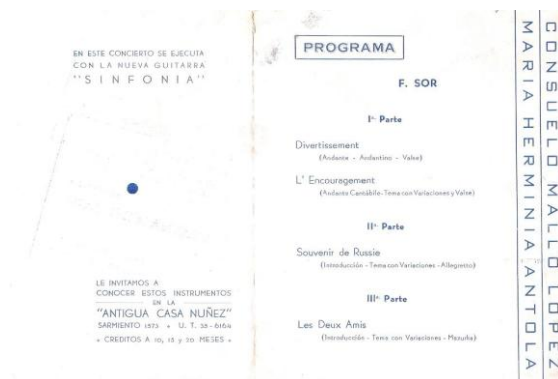 EN ESTE CONCIERTO SE EJECUTA
CON LA NUEVA GUITARRA
"SINFONIA"
LE INVITAMOS A
CONOCER ESTOS INSTRUMENTOS
EN LA
"ANTIGUA CASA NUÑEZ"
SARMIENTO 1573 • U. T. 38-6164
• CREDITOS A 10, 15 y 20 MESES •
PROGRAMA
F. SOR
Iª Parte
Divertissement
(Andante - Andantino - Valse)
L' Encouragement
(Andante Cantábile-Tema con Variaciones y Valse)
IIª Parte
Souvenir de Russie
(Introducción - Tema con Variaciones -Allegretto)
IIIª Parte
Les Deux Amis
(Introducción - Tema con Variaciones - Mazurka)
CONSUELO MALLO LOPEZ
MARIA HERMINIA ANTOLA